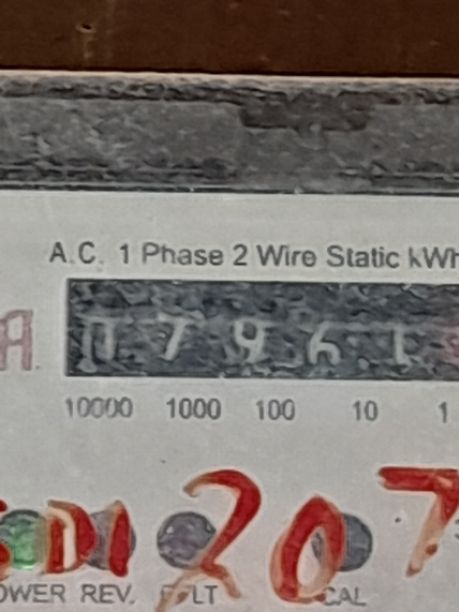 A.C. 1 Phase 2 Wire Static kWh
0 7 9 6 1
10000 1000 100 10 1
207
OWER REV. CAL